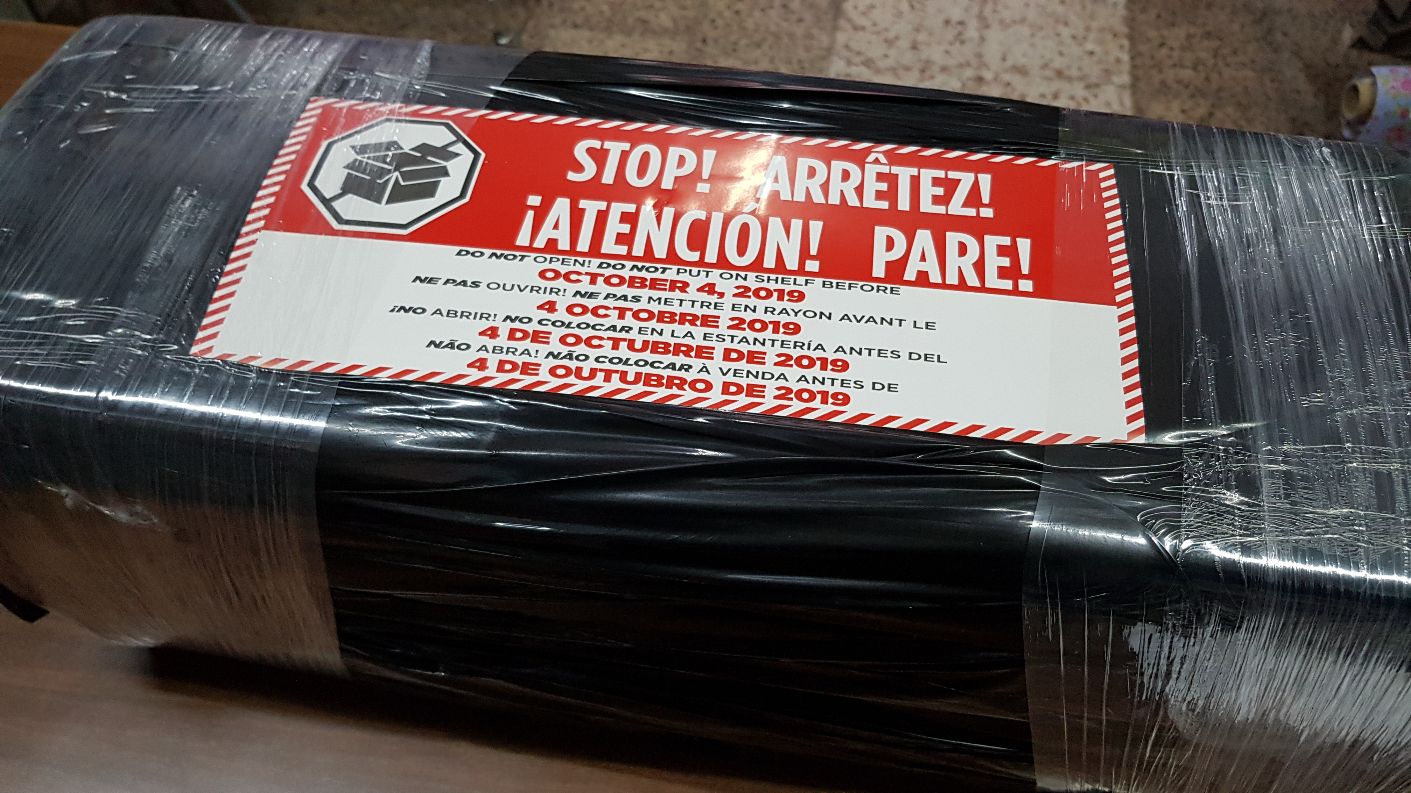 STOP! ARRÊTEZ!
¡ATENCIÓN! PARE!
DO NOT OPEN! DO NOT PUT ON SHELF BEFORE
OCTOBER 4, 2019
NE PAS OUVRIR! NE PAS METTRE EN RAYON AVANT LE
4 OCTOBRE 2019
¡NO ABRIR! NO COLOCAR EN LA ESTANTERÍA ANTES DEL
4 DE OCTUBRE DE 2019
NÃO ABRA! NÃO COLOCAR À VENDA ANTES DE
4 DE OUTUBRO DE 2019